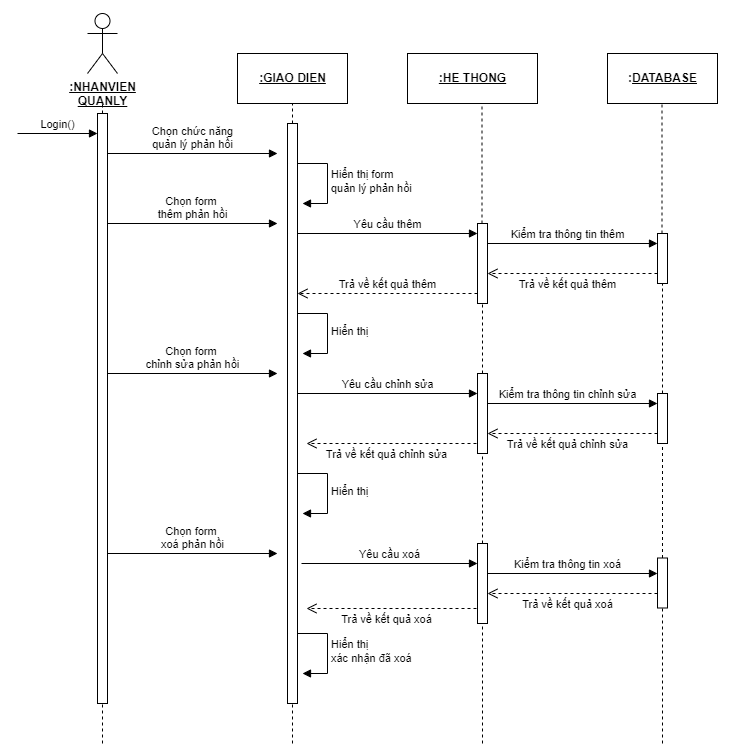 :NHANVIEN
QUANLY
:GIAO DIEN
:HE THONG
:DATABASE
Login()
Chọn chức năng
quản lý phản hồi
Hiển thị form
quản lý phản hồi
Chọn form
thêm phản hồi
Yêu cầu thêm
Kiểm tra thông tin thêm
Trả về kết quả thêm
Trả về kết quả thêm
Hiển thị
Chọn form
chỉnh sửa phản hồi
Yêu cầu chỉnh sửa
Kiểm tra thông tin chỉnh sửa
Trả về kết quả chỉnh sửa
Trả về kết quả chỉnh sửa
Hiển thị
Chọn form
xoá phản hồi
Yêu cầu xoá
Kiểm tra thông tin xoá
Trả về kết quả xoá
Trả về kết quả xoá
Hiển thị
xác nhận đã xoá